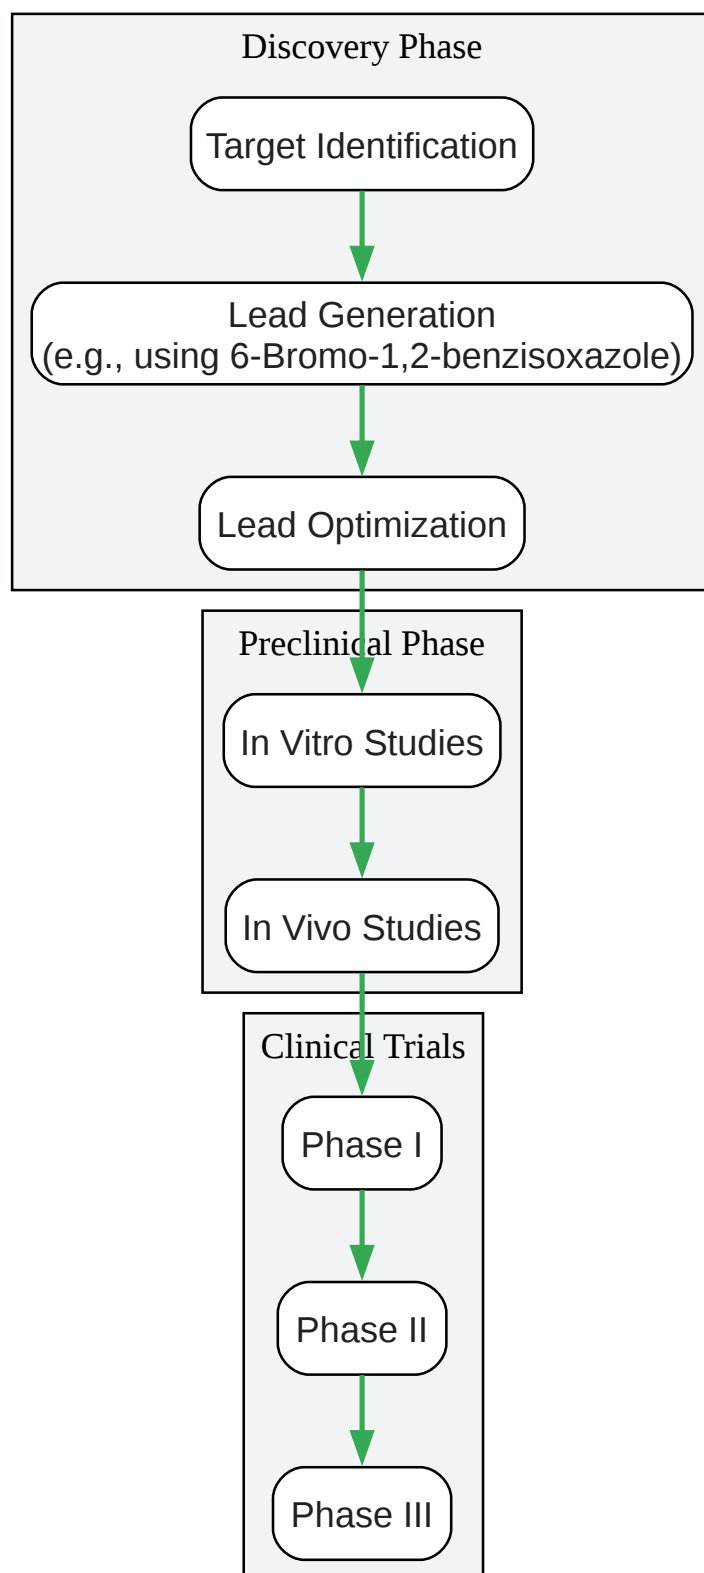 Discovery Phase
Target Identification
Lead Generation
(e.g., using 6-Bromo-1,2-benzisoxazole)
Lead Optimization
Preclinical Phase
In Vitro Studies
In Vivo Studies
Clinical Trials
Phase I
Phase II
Phase III